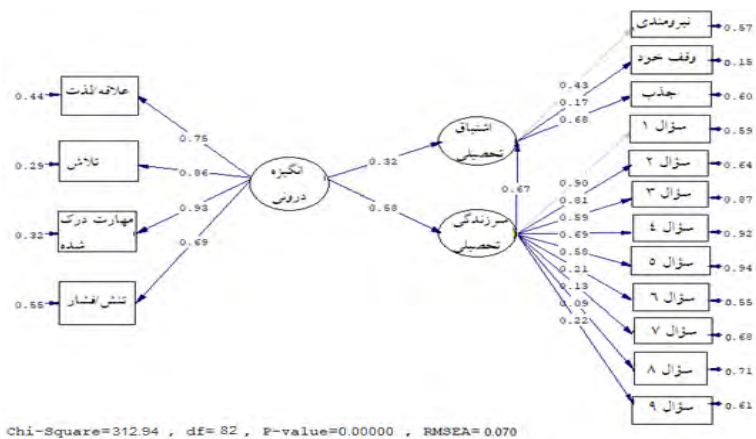 علاقه/لذت
تلاش
مهارت درک
شده
تنش/فشار
0.44
0.29
0.32
0.55
0.75
0.86
0.93
0.69
انگیزه
درونی
0.32
0.58
اشتیاق
تحصیلی
0.67
سرزندگی
تحصیلی
0.43
0.17
0.68
0.90
0.81
0.59
0.69
0.56
0.21
0.13
0.09
0.22
نیرومندی
وقف خود
جذب
سؤال ۱
سؤال ۲
سؤال ۳
سؤال ٤
سؤال ٥
سؤال ٦
سؤال ۷
سؤال ۸
سؤال ۹
0.57
0.15
0.60
0.59
0.64
0.87
0.92
0.94
0.55
0.68
0.71
0.61
Chi-Square=312.94 , df= 82 , P-value=0.00000 , RMSEA= 0.070